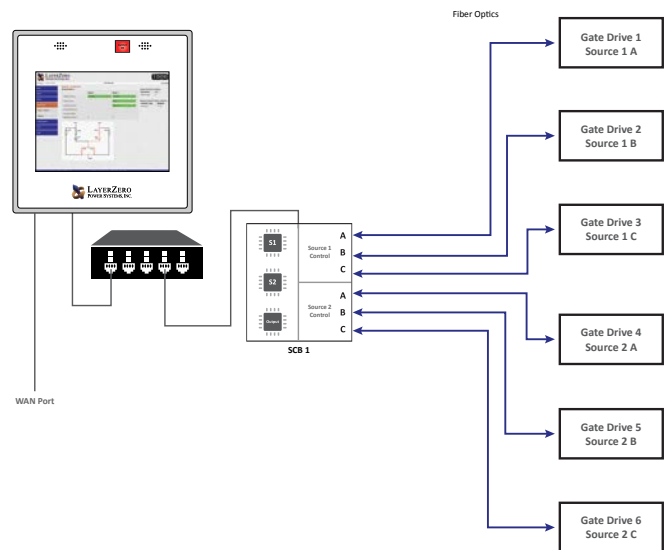 Fiber Optics
LAYERZERO
POWER SYSTEMS, INC.
S1
S2
Output
Source 1
Control
Source 2
Control
A
B
C
A
B
C
SCB 1
WAN Port
Gate Drive 1
Source 1 A
Gate Drive 2
Source 1 B
Gate Drive 3
Source 1 C
Gate Drive 4
Source 2 A
Gate Drive 5
Source 2 B
Gate Drive 6
Source 2 C